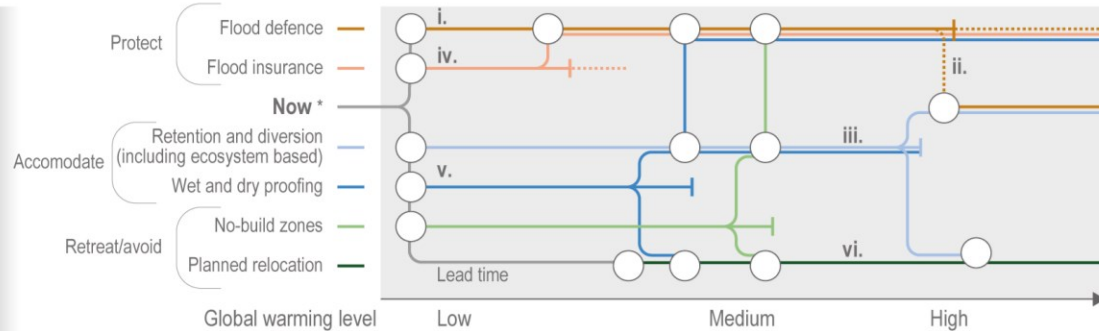 Flood defence
i.
Protect
Flood insurance
iv.
ii.
Now *
Retention and diversion
(including ecosystem based)
iii.
Accomodate
Wet and dry proofing
v.
No-build zones
Retreat/avoid
Planned relocation
vi.
Lead time
Global warming level
Low
Medium
High